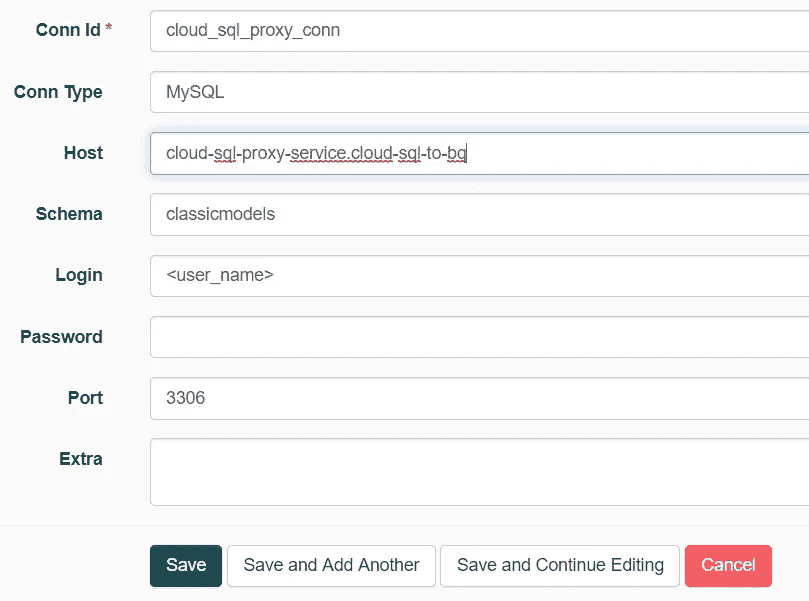 Conn Id * cloud_sql_proxy_conn
Conn Type MySQL
Host cloud-sql-proxy-service.cloud-sql-to-bq
Schema classicmodels
Login <user_name>
Password
Port 3306
Extra
Save Save and Add Another Save and Continue Editing Cancel